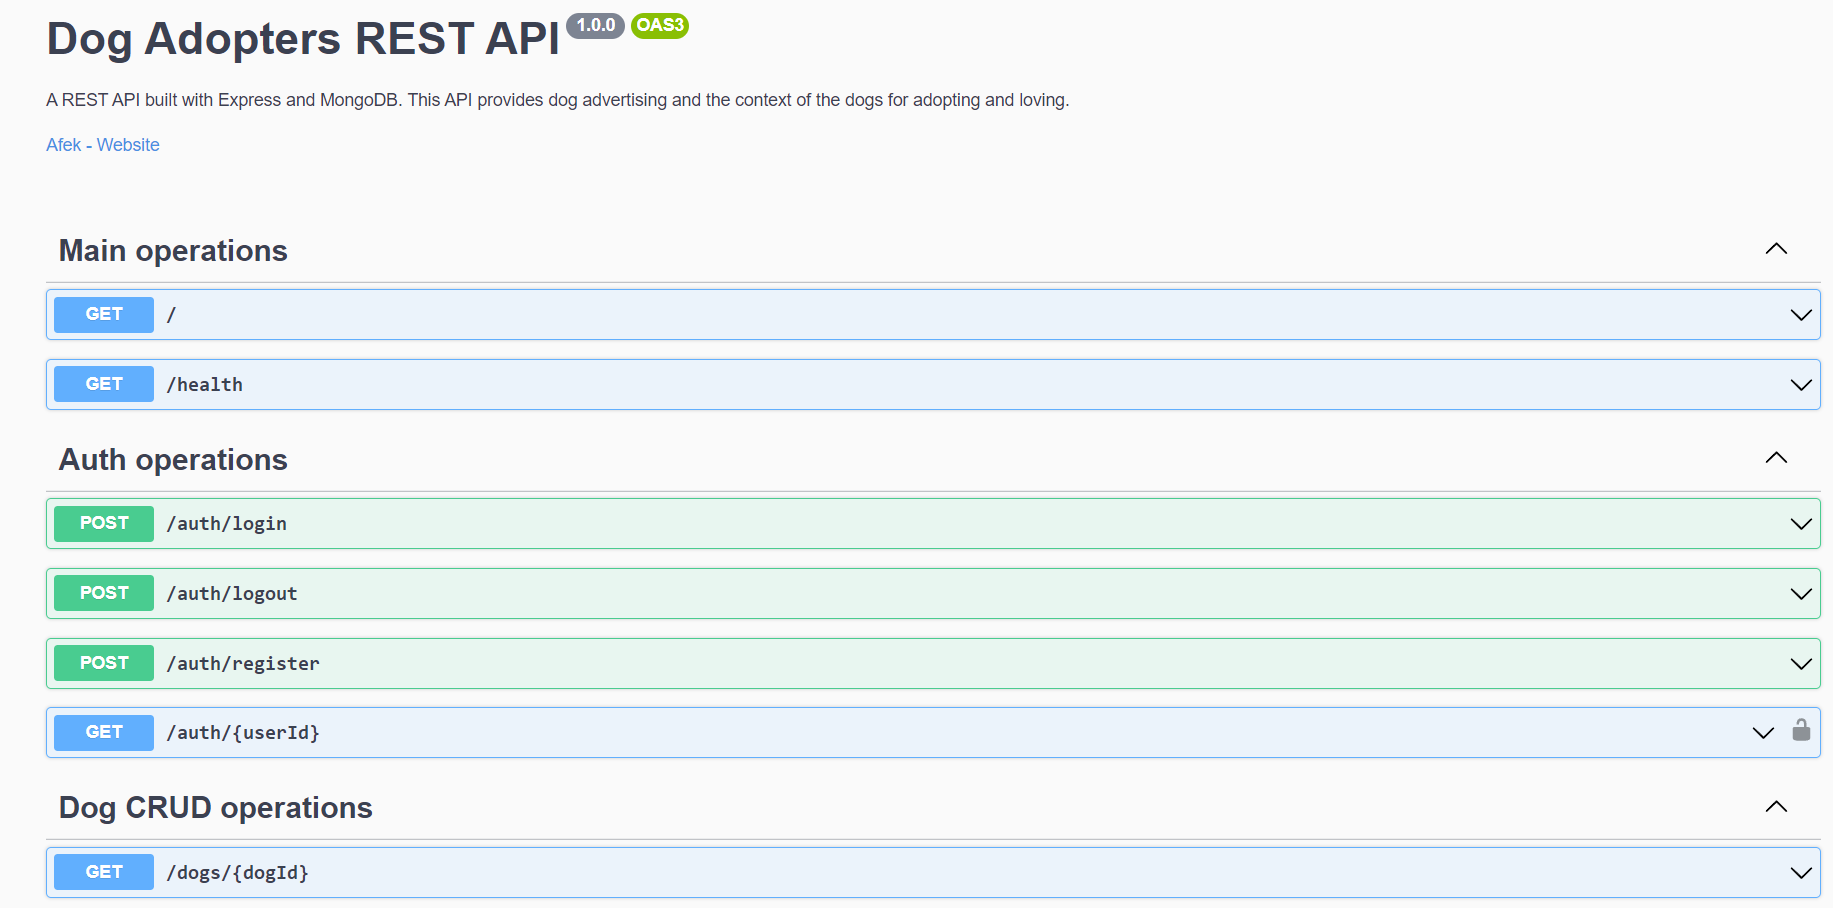 Dog Adopters REST API 1.0.0 OAS3
A REST API built with Express and MongoDB. This API provides dog advertising and the context of the dogs for adopting and loving.
Afek - Website
Main operations
GET /
GET /health
Auth operations
POST /auth/login
POST /auth/logout
POST /auth/register
GET /auth/{userId}
Dog CRUD operations
GET /dogs/{dogId}